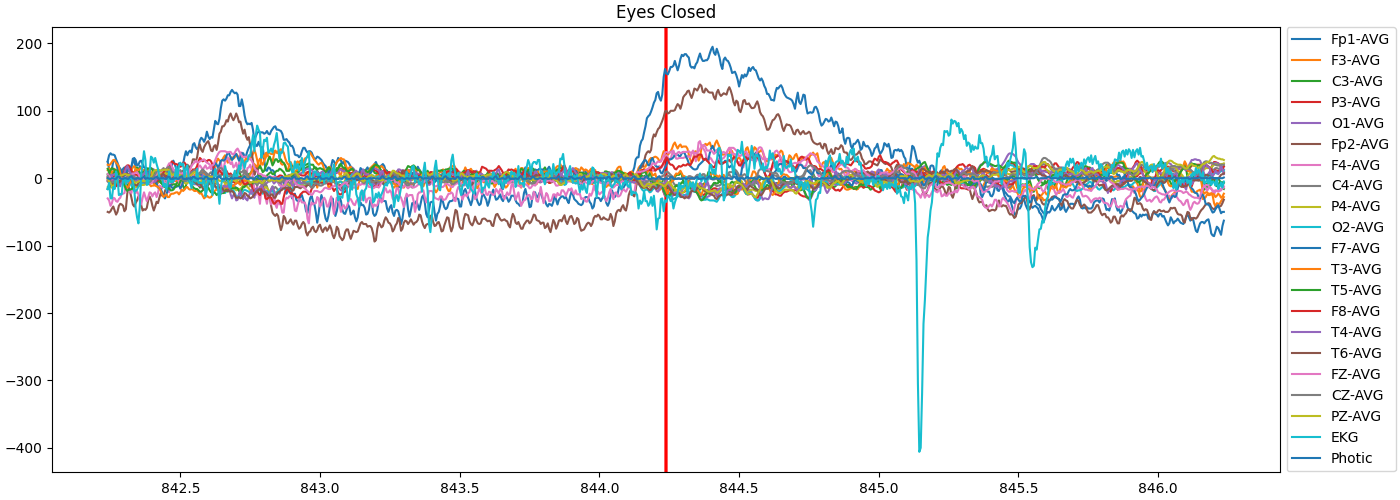 Eyes Closed
200
100
0
−100
−200
−300
−400
842.5 843.0 843.5 844.0 844.5 845.0 845.5 846.0
Fp1-AVG
F3-AVG
C3-AVG
P3-AVG
O1-AVG
Fp2-AVG
F4-AVG
C4-AVG
P4-AVG
O2-AVG
F7-AVG
T3-AVG
T5-AVG
F8-AVG
T4-AVG
T6-AVG
FZ-AVG
CZ-AVG
PZ-AVG
EKG
Photic